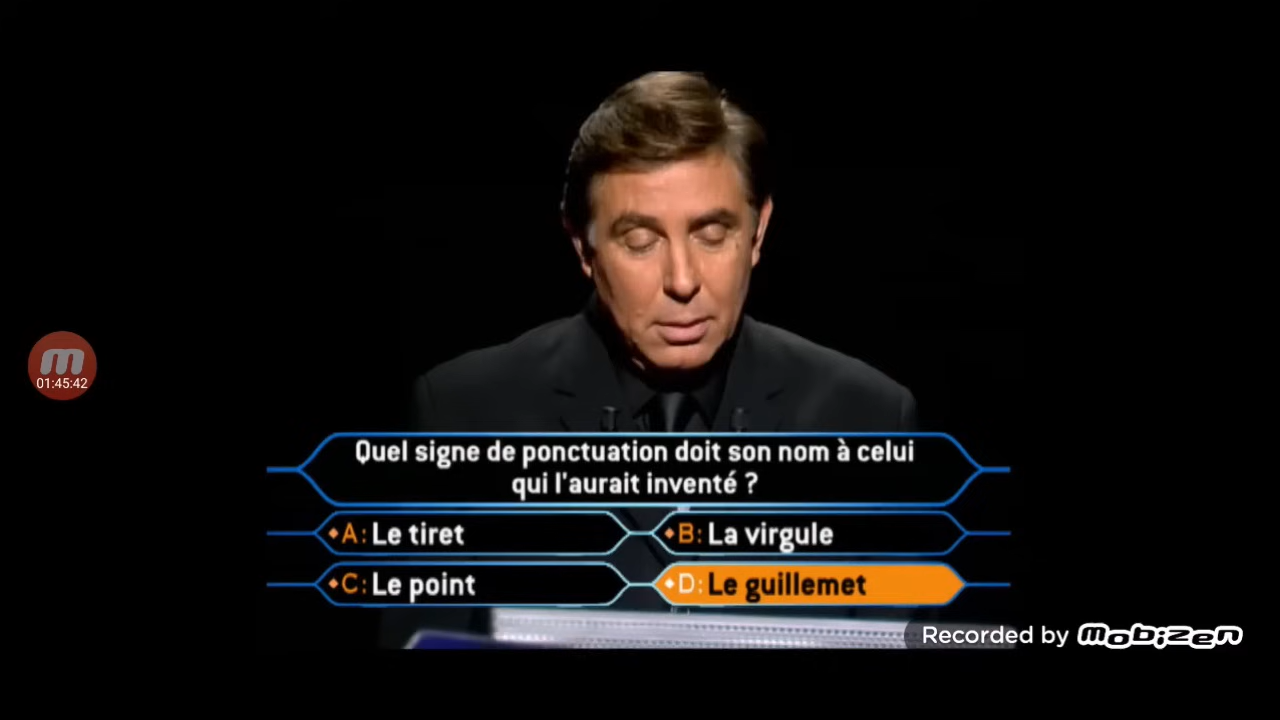 01:45:42
Quel signe de ponctuation doit son nom à celui
qui l'aurait inventé ?
A: Le tiret
B: La virgule
C: Le point
D: Le guillemet
Recorded by mobizen